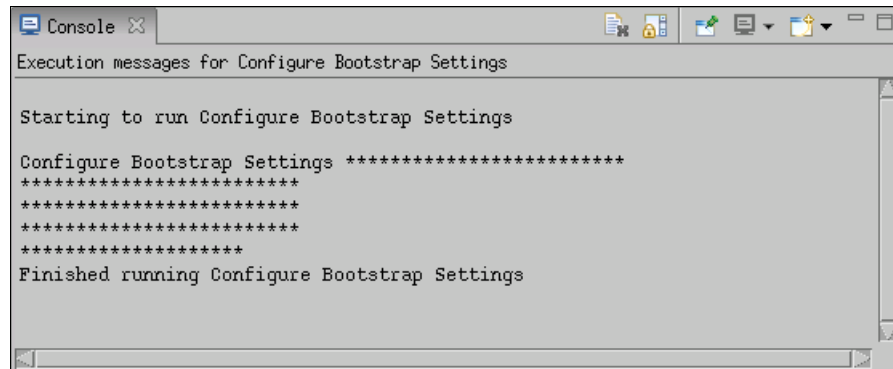 Console
Execution messages for Configure Bootstrap Settings
Starting to run Configure Bootstrap Settings
Configure Bootstrap Settings *************************
*************************
*************************
*************************
********************
Finished running Configure Bootstrap Settings